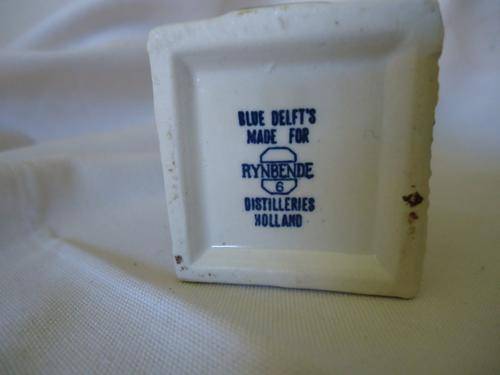 BLUE DELFT'S
MADE FOR
RYNBENDE
6
DISTILLERIES
HOLLAND